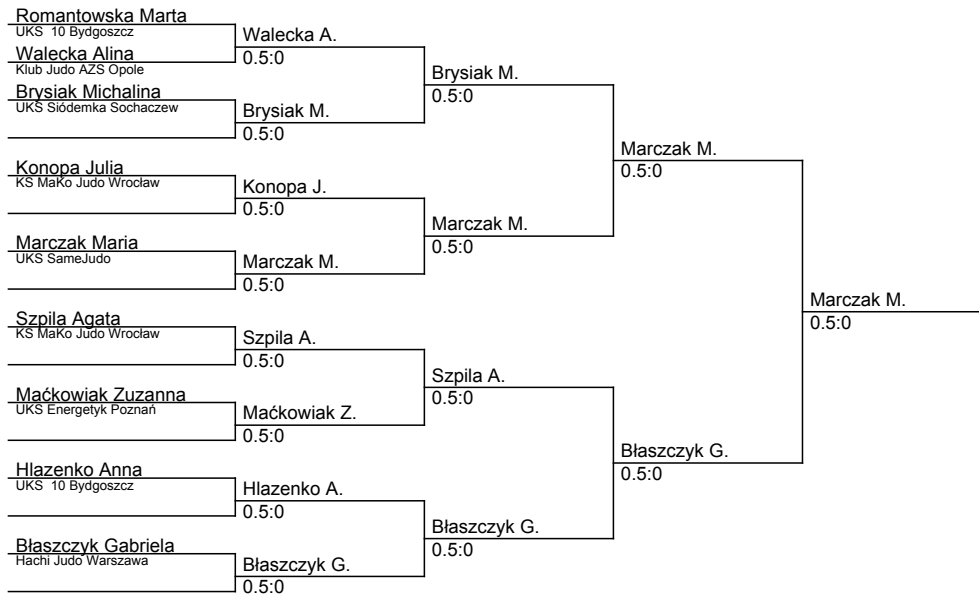 Romantowska Marta
UKS  10 Bydgoszcz
Walecka A.
0.5:0
Walecka Alina
Klub Judo AZS Opole
Brysiak M.
0.5:0
Brysiak Michalina
UKS Siódemka Sochaczew
Brysiak M.
0.5:0
Marczak M.
0.5:0
Konopa Julia
KS MaKo Judo Wrocław
Konopa J.
0.5:0
Marczak M.
0.5:0
Marczak Maria
UKS SameJudo
Marczak M.
0.5:0
Marczak M.
0.5:0
Szpila Agata
KS MaKo Judo Wrocław
Szpila A.
0.5:0
Szpila A.
0.5:0
Maćkowiak Zuzanna
UKS Energetyk Poznań
Maćkowiak Z.
0.5:0
Błaszczyk G.
0.5:0
Hlazenko Anna
UKS  10 Bydgoszcz
Hlazenko A.
0.5:0
Błaszczyk G.
0.5:0
Błaszczyk Gabriela
Hachi Judo Warszawa
Błaszczyk G.
0.5:0